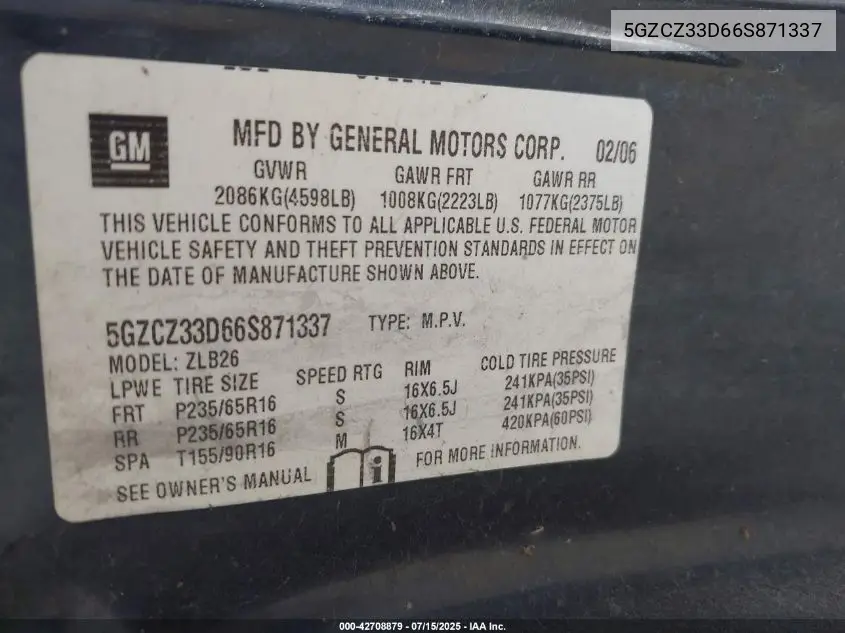 5GZCZ33D66S871337
GM
MFD BY GENERAL MOTORS CORP. 02/06
GVWR GAWR FRT GAWR RR
2086KG(4598LB) 1008KG(2223LB) 1077KG(2375LB)
THIS VEHICLE CONFORMS TO ALL APPLICABLE U.S. FEDERAL MOTOR
VEHICLE SAFETY AND THEFT PREVENTION STANDARDS IN EFFECT ON
THE DATE OF MANUFACTURE SHOWN ABOVE.
5GZCZ33D66S871337 TYPE: M.P.V.
MODEL: ZLB26
LPWE TIRE SIZE SPEED RTG RIM COLD TIRE PRESSURE
FRT P235/65R16 S 16X6.5J 241KPA(35PSI)
RR P235/65R16 S 16X6.5J 241KPA(35PSI)
SPA T155/90R16 M 16X4T 420KPA(60PSI)
SEE OWNER'S MANUAL i FOR MORE INFORMATION.
000-42708879 | 07/15/2025 - IAA Inc.